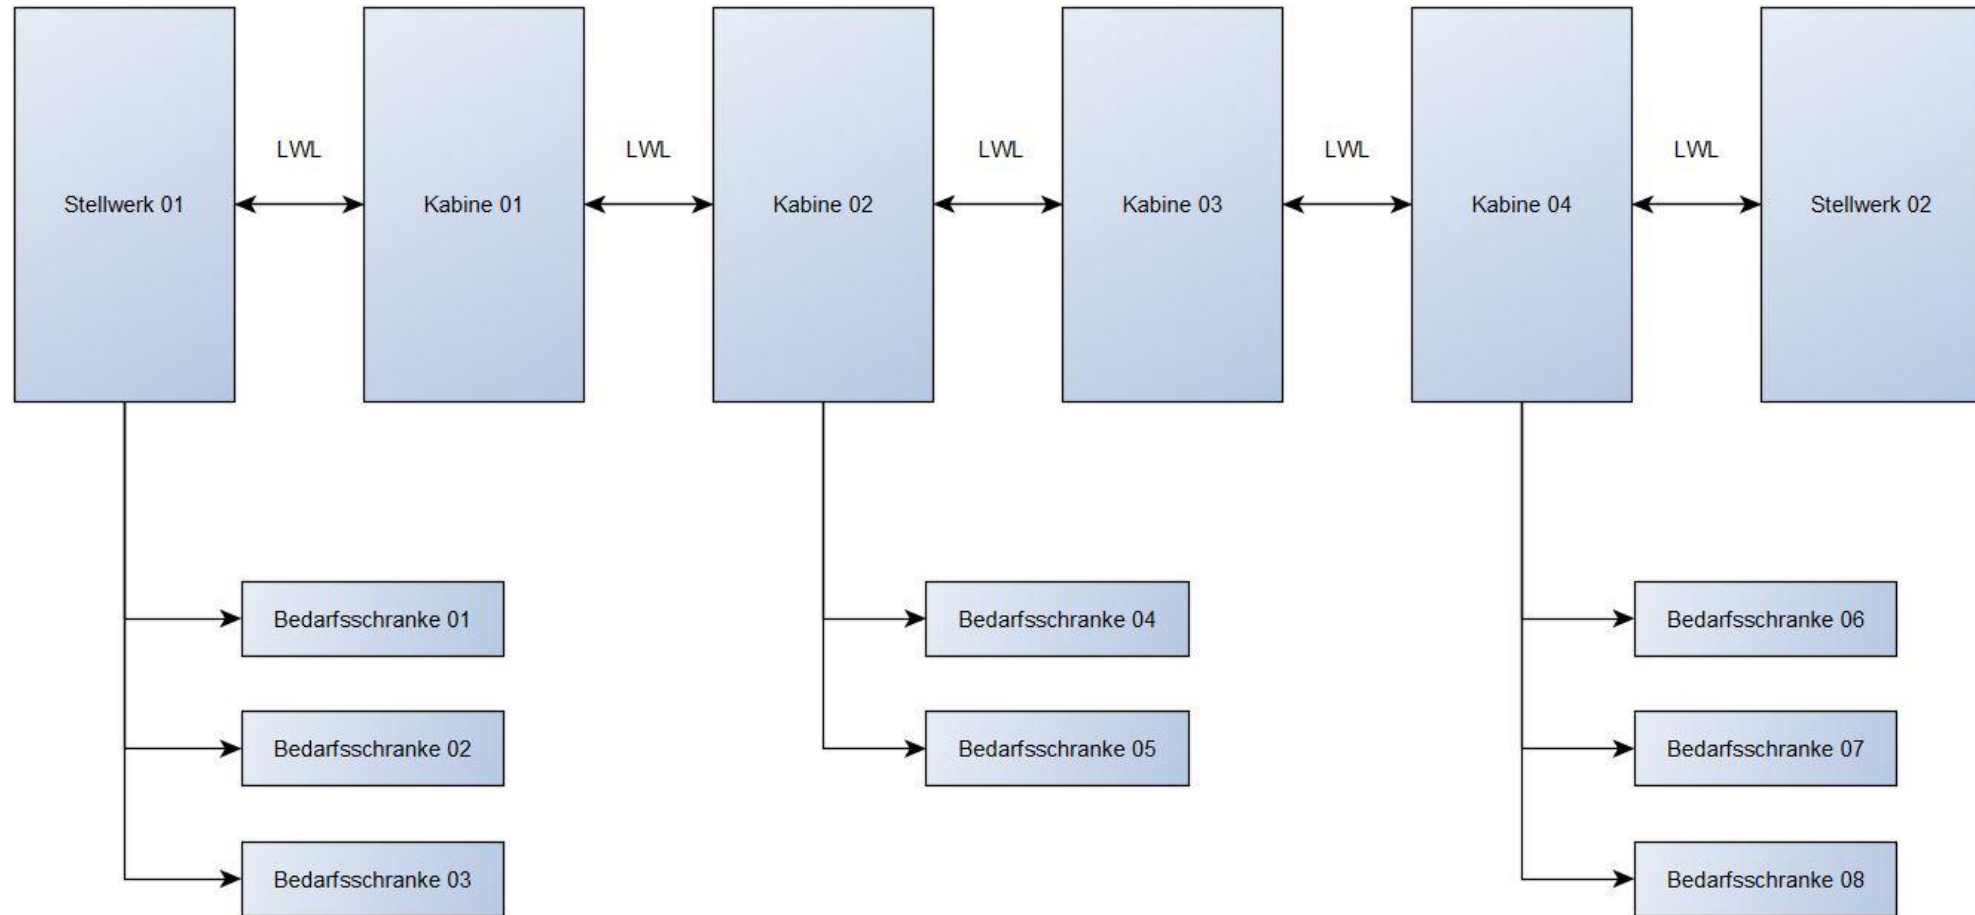 LWL
LWL
LWL
LWL
LWL
Stellwerk 01
Kabine 01
Kabine 02
Kabine 03
Kabine 04
Stellwerk 02
Bedarfsschranke 01
Bedarfsschranke 04
Bedarfsschranke 06
Bedarfsschranke 02
Bedarfsschranke 05
Bedarfsschranke 07
Bedarfsschranke 03
Bedarfsschranke 08